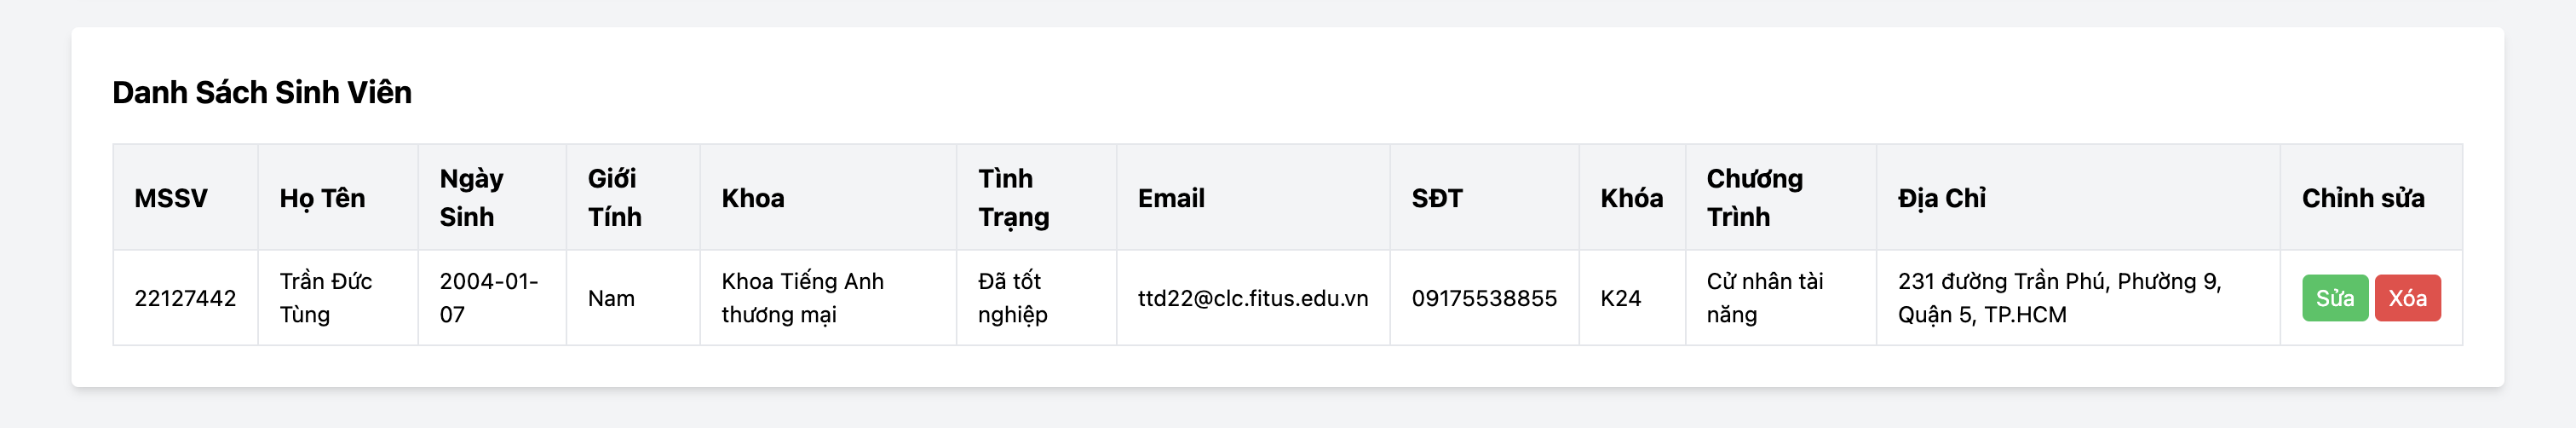 Danh Sách Sinh Viên
MSSV
Họ Tên
Ngày
Sinh
Giới
Tính
Khoa
Tình
Trạng
Email
SĐT
Khóa
Chương
Trình
Địa Chỉ
Chỉnh sửa
22127442
Trần Đức
Tùng
2004-01-
07
Nam
Khoa Tiếng Anh
thương mại
Đã tốt
nghiệp
ttd22@clc.fitus.edu.vn
09175538855
K24
Cử nhân tài
năng
231 đường Trần Phú, Phường 9,
Quận 5, TP.HCM
Sửa
Xóa